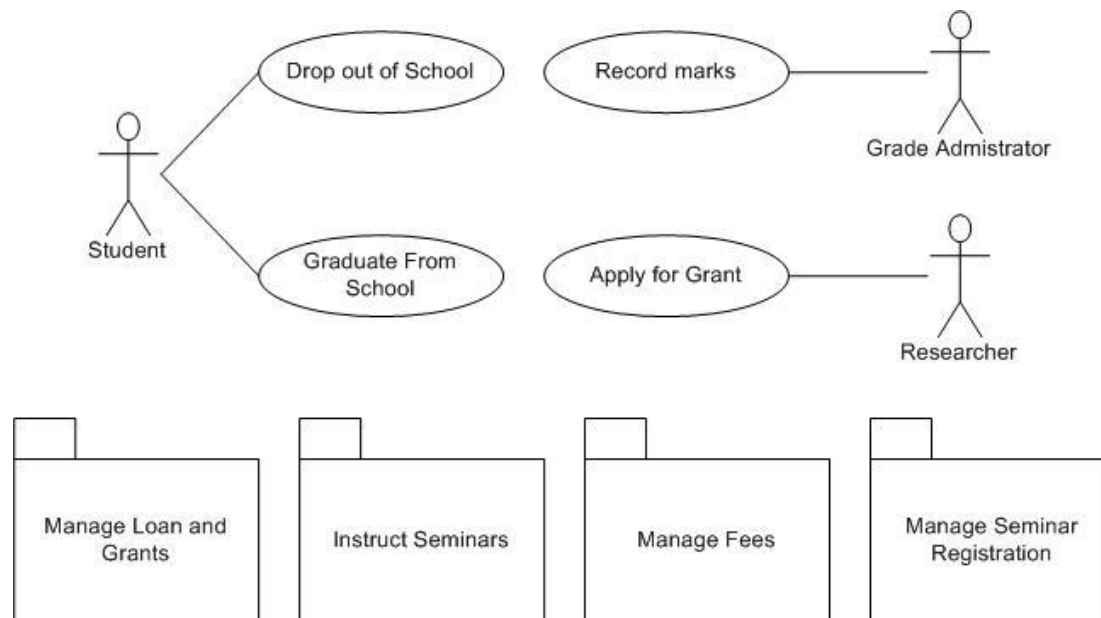 Drop out of School
Record marks
Grade Admistrator
Student
Graduate From
School
Apply for Grant
Researcher
Manage Loan and
Grants
Instruct Seminars
Manage Fees
Manage Seminar
Registration